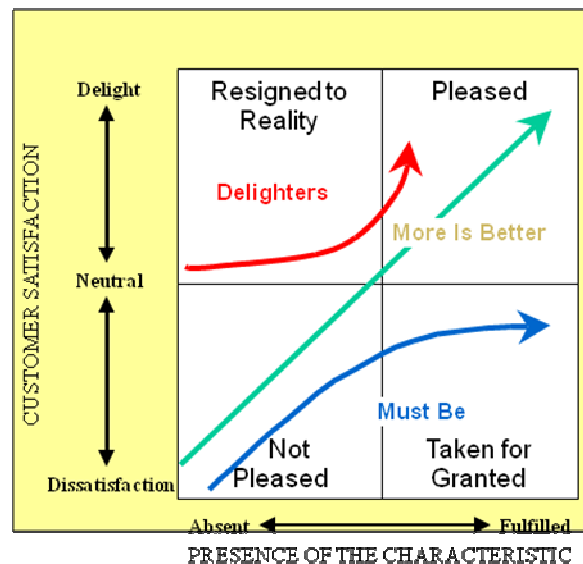 Delight
Resigned to
Reality
Pleased
Delighters
More Is Better
CUSTOMER SATISFACTION
Neutral
Must Be
Not
Pleased
Taken for
Granted
Dissatisfaction
Absent
Fulfilled
PRESENCE OF THE CHARACTERISTIC